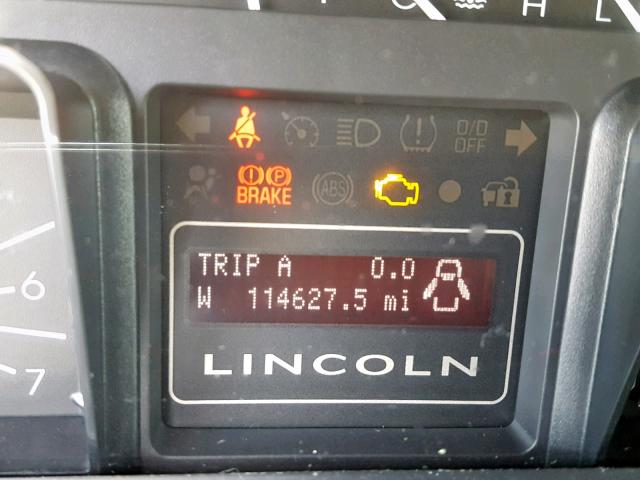 C H L
O/D
OFF
(!) (P)
BRAKE
ABS
TRIP A 0.0
W 114627.5 mi
LINCOLN
6
7